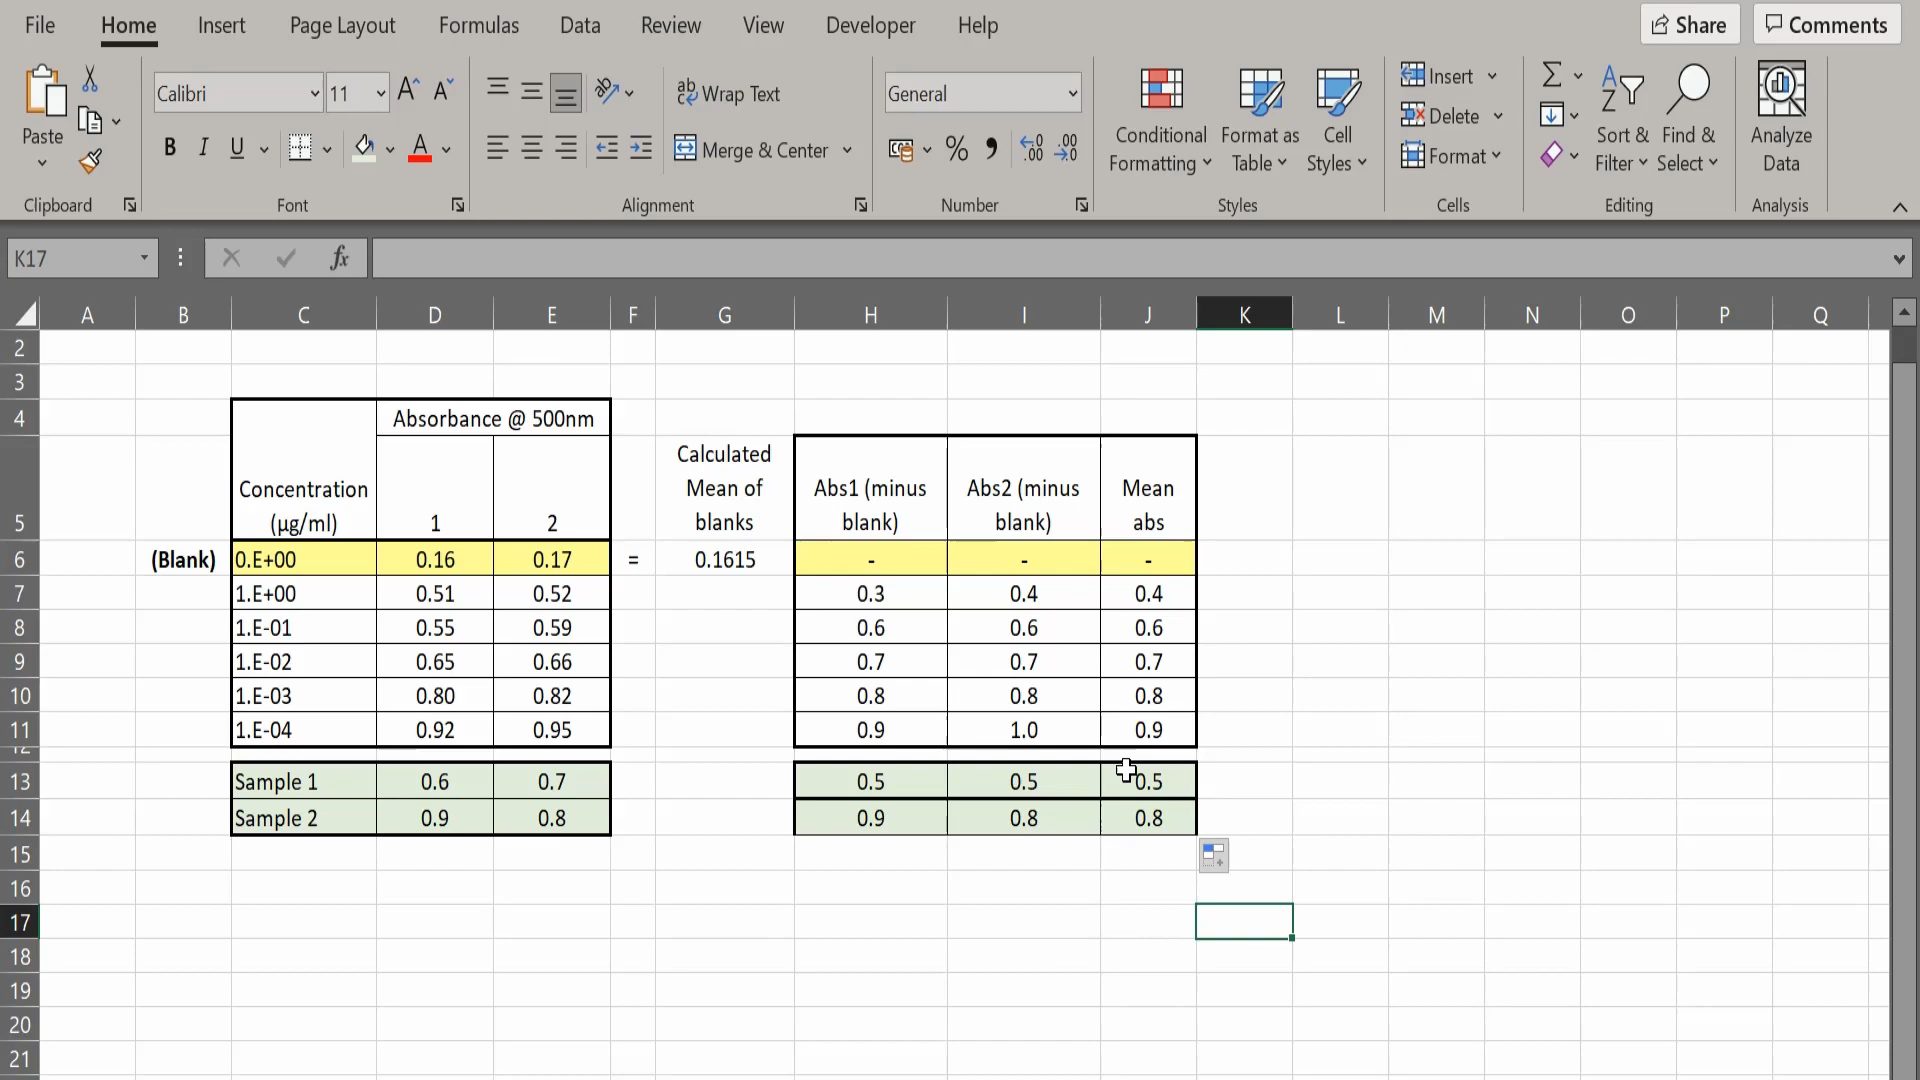 File Home Insert Page Layout Formulas Data Review View Developer Help Share Comments
Paste
Clipboard
Calibri 11
B I U
Font
Wrap Text
Merge & Center
Alignment
General
% , .00 .00
Number
Conditional Formatting
Format as Table
Cell Styles
Styles
Insert
Delete
Format
Cells
Sort & Filter
Find & Select
Editing
Analyze Data
Analysis
K17 fx
A B C D E F G H I J K L M N O P Q
2
3
4 Absorbance @ 500nm
5 Concentration (µg/ml) 1 2 Calculated Mean of blanks Abs1 (minus blank) Abs2 (minus blank) Mean abs
6 (Blank) 0.E+00 0.16 0.17 = 0.1615 - - -
7 1.E+00 0.51 0.52 0.3 0.4 0.4
8 1.E-01 0.55 0.59 0.6 0.6 0.6
9 1.E-02 0.65 0.66 0.7 0.7 0.7
10 1.E-03 0.80 0.82 0.8 0.8 0.8
11 1.E-04 0.92 0.95 0.9 1.0 0.9
12
13 Sample 1 0.6 0.7 0.5 0.5 0.5
14 Sample 2 0.9 0.8 0.9 0.8 0.8
15
16
17
18
19
20
21